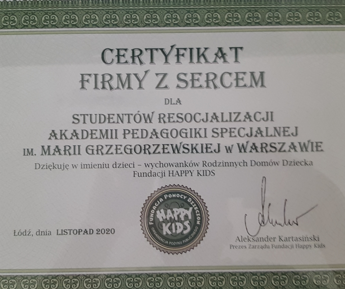 CERTYFIKAT
FIRMY Z SERCEM
DLA
STUDENTÓW RESOCJALIZACJI
AKADEMII PEDAGOGIKI SPECJALNEJ
IM. MARII GRZEGORZEWSKIEJ W WARSZAWIE
Dziękuję w imieniu dzieci – wychowanków Rodzinnych Domów Dziecka
Fundacji HAPPY KIDS
HAPPY
KIDS
Łódź, dnia LISTOPAD 2020
Aleksander Kartasiński
Prezes Zarządu Fundacji Happy Kids